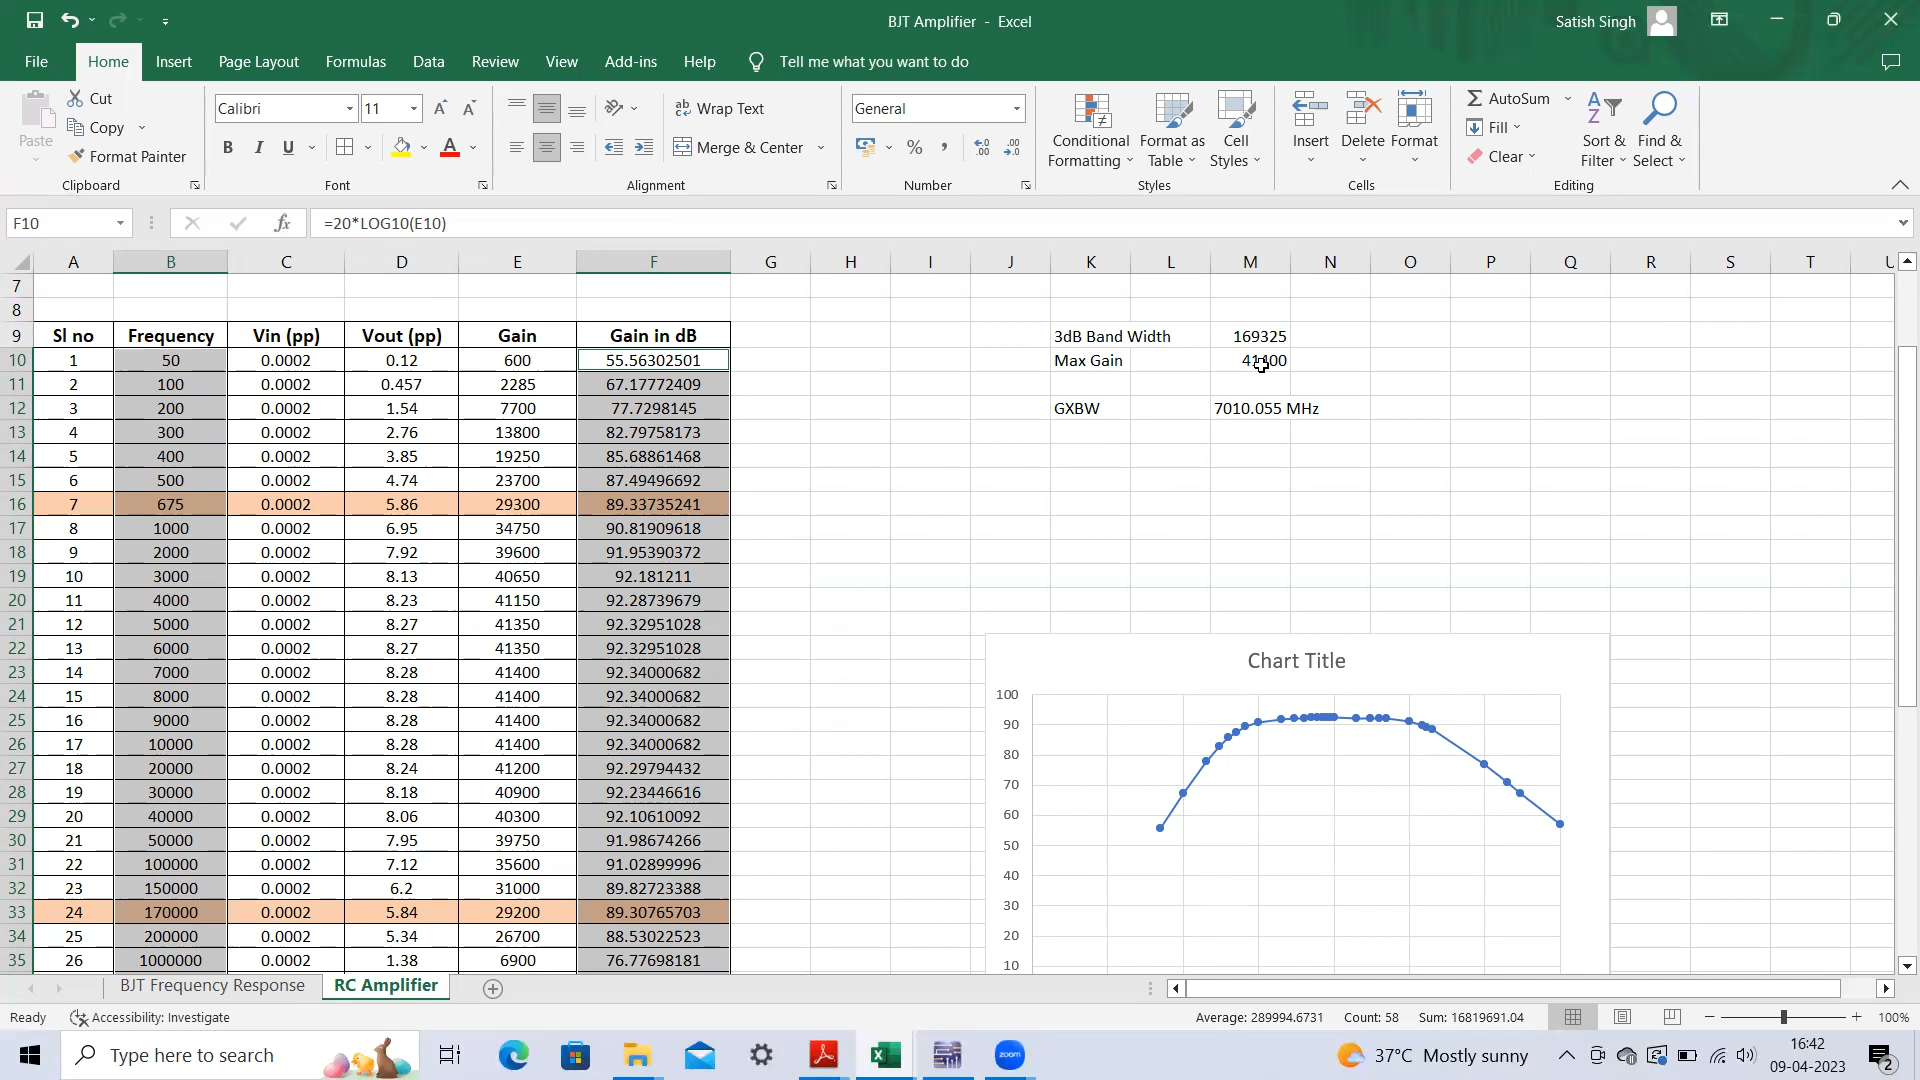 BJT Amplifier - Excel
Satish Singh
File Home Insert Page Layout Formulas Data Review View Add-ins Help Tell me what you want to do
Paste
Cut
Copy
Format Painter
Clipboard
Calibri 11
B I U
Font
Wrap Text
Merge & Center
Alignment
General
Number
Conditional Formatting
Format as Table
Cell Styles
Styles
Insert Delete Format
Cells
AutoSum
Fill
Clear
Sort & Filter
Find & Select
Editing
F10 fx =20*LOG10(E10)
A B C D E F G H I J K L M N O P Q R S T U
7
8
9 Sl no Frequency Vin (pp) Vout (pp) Gain Gain in dB 3dB Band Width 169325
10 1 50 0.0002 0.12 600 55.56302501 Max Gain 41400
11 2 100 0.0002 0.457 2285 67.17772409
12 3 200 0.0002 1.54 7700 77.7298145 GXBW 7010.055 MHz
13 4 300 0.0002 2.76 13800 82.79758173
14 5 400 0.0002 3.85 19250 85.68861468
15 6 500 0.0002 4.74 23700 87.49496692
16 7 675 0.0002 5.86 29300 89.33735241
17 8 1000 0.0002 6.95 34750 90.81909618
18 9 2000 0.0002 7.92 39600 91.95390372
19 10 3000 0.0002 8.13 40650 92.181211
20 11 4000 0.0002 8.23 41150 92.28739679
21 12 5000 0.0002 8.27 41350 92.32951028
22 13 6000 0.0002 8.27 41350 92.32951028
23 14 7000 0.0002 8.28 41400 92.34000682
24 15 8000 0.0002 8.28 41400 92.34000682
25 16 9000 0.0002 8.28 41400 92.34000682
26 17 10000 0.0002 8.28 41400 92.34000682
27 18 20000 0.0002 8.24 41200 92.29794432
28 19 30000 0.0002 8.18 40900 92.23446616
29 20 40000 0.0002 8.06 40300 92.10610092
30 21 50000 0.0002 7.95 39750 91.98674266
31 22 100000 0.0002 7.12 35600 91.02899996
32 23 150000 0.0002 6.2 31000 89.82723388
33 24 170000 0.0002 5.84 29200 89.30765703
34 25 200000 0.0002 5.34 26700 88.53022523
35 26 1000000 0.0002 1.38 6900 76.77698181
Chart Title
100
90
80
70
60
50
40
30
20
10
BJT Frequency Response RC Amplifier
Ready Accessibility: Investigate Average: 289994.6731 Count: 58 Sum: 16819691.04 100%
Type here to search
zoom
37°C Mostly sunny
16:42
09-04-2023
2